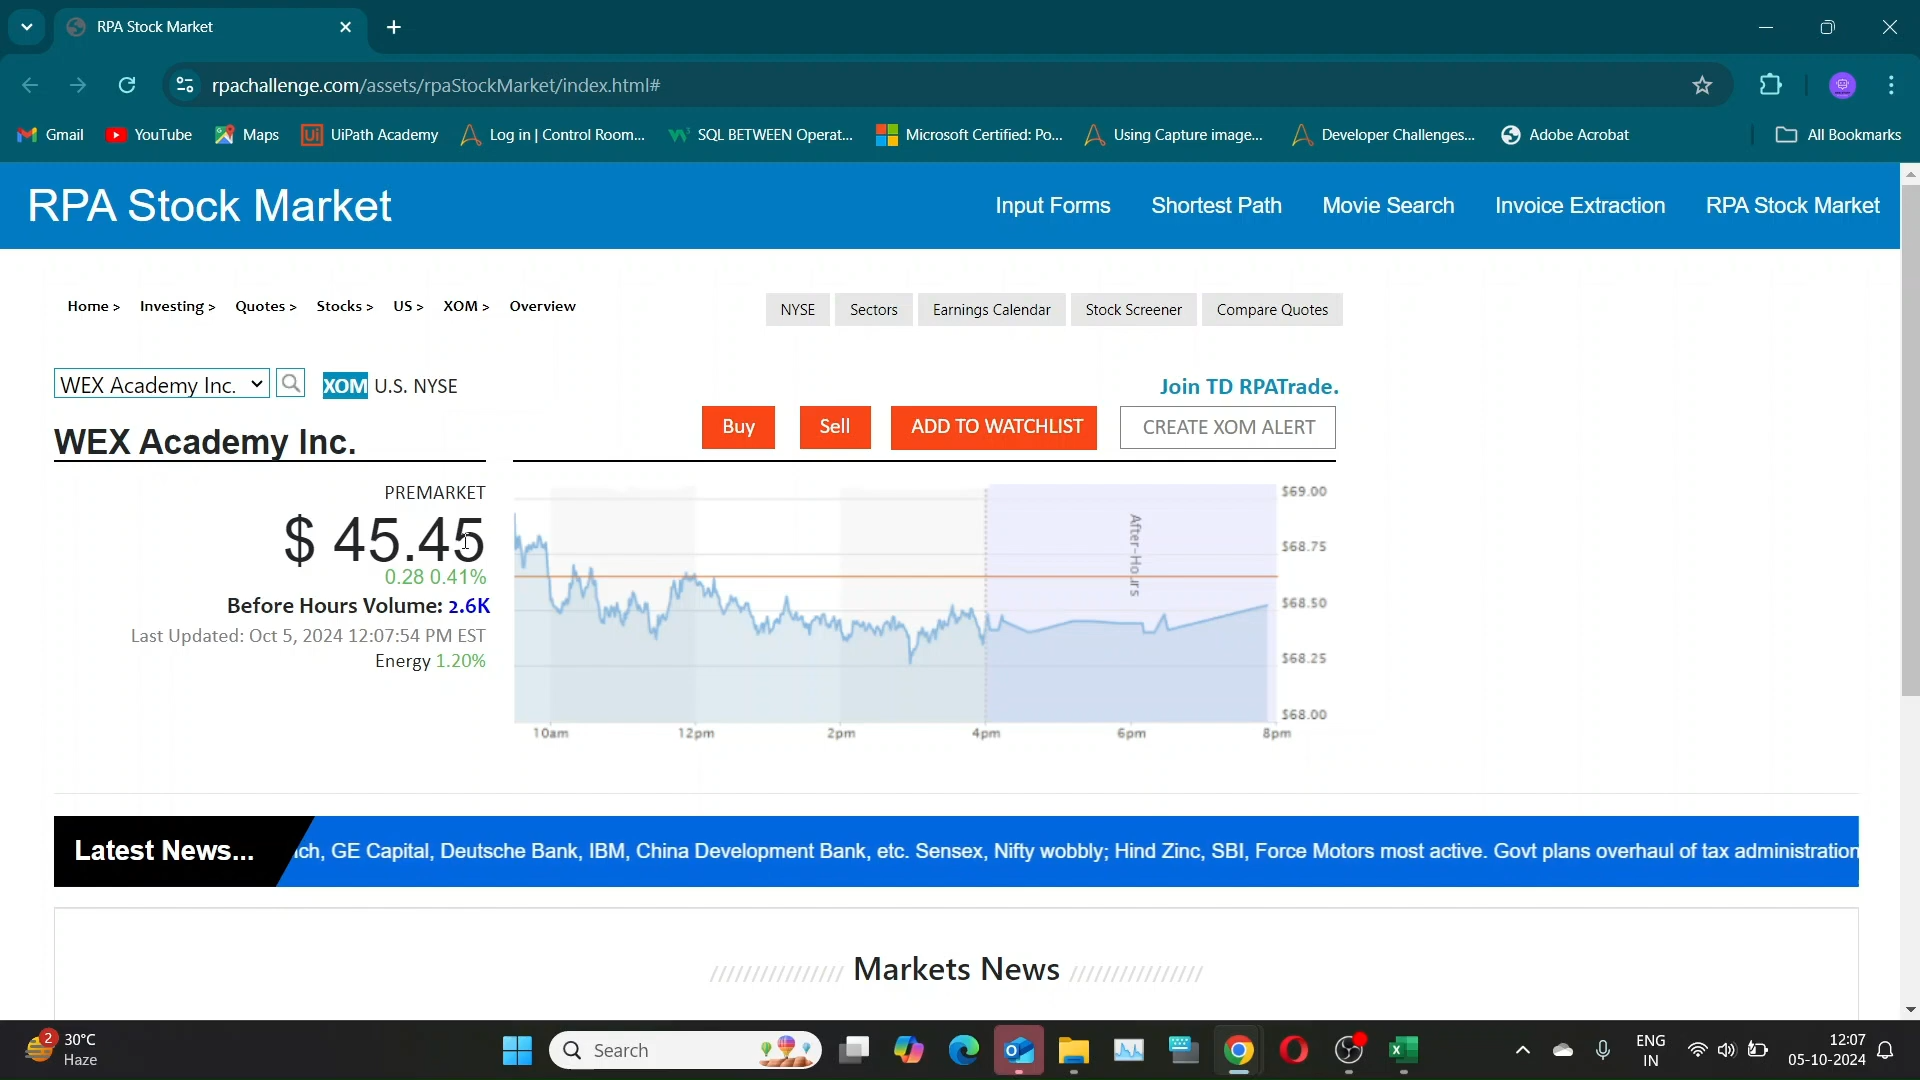 RPA Stock Market
rpachallenge.com/assets/rpaStockMarket/index.html#
Gmail YouTube Maps UiPath Academy Log in | Control Room... SQL BETWEEN Operat... Microsoft Certified: Po... Using Capture image... Developer Challenges... Adobe Acrobat All Bookmarks
RPA Stock Market Input Forms Shortest Path Movie Search Invoice Extraction RPA Stock Market
Home > Investing > Quotes > Stocks > US > XOM > Overview NYSE Sectors Earnings Calendar Stock Screener Compare Quotes
WEX Academy Inc. XOM U.S. NYSE Join TD RPATrade.
Buy Sell ADD TO WATCHLIST CREATE XOM ALERT
WEX Academy Inc.
PREMARKET
$ 45.45
0.28 0.41%
Before Hours Volume: 2.6K
Last Updated: Oct 5, 2024 12:07:54 PM EST
Energy 1.20%
After-Hours
$69.00
$68.75
$68.50
$68.25
$68.00
10am 12pm 2pm 4pm 6pm 8pm
Latest News... ich, GE Capital, Deutsche Bank, IBM, China Development Bank, etc. Sensex, Nifty wobbly; Hind Zinc, SBI, Force Motors most active. Govt plans overhaul of tax administration
Markets News
2 30°C
Haze
Search
ENG
IN
12:07
05-10-2024